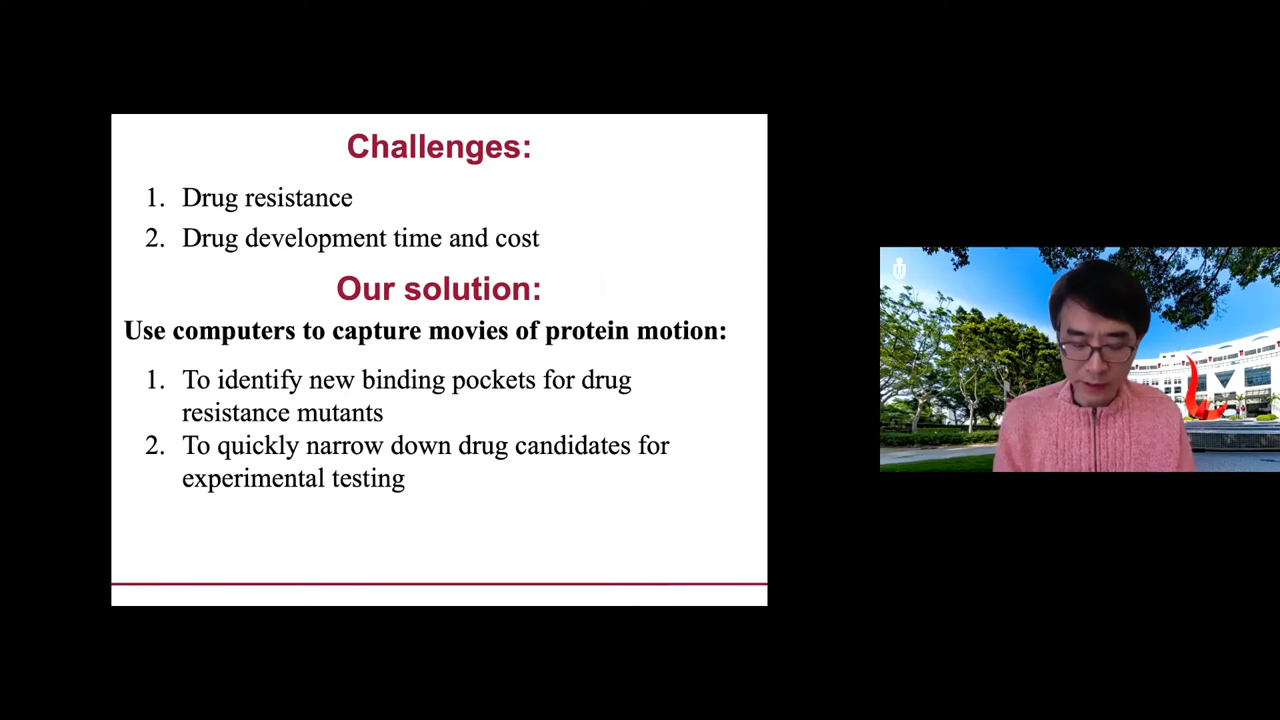 Challenges:
1. Drug resistance
2. Drug development time and cost
Our solution:
Use computers to capture movies of protein motion:
1. To identify new binding pockets for drug
resistance mutants
2. To quickly narrow down drug candidates for
experimental testing